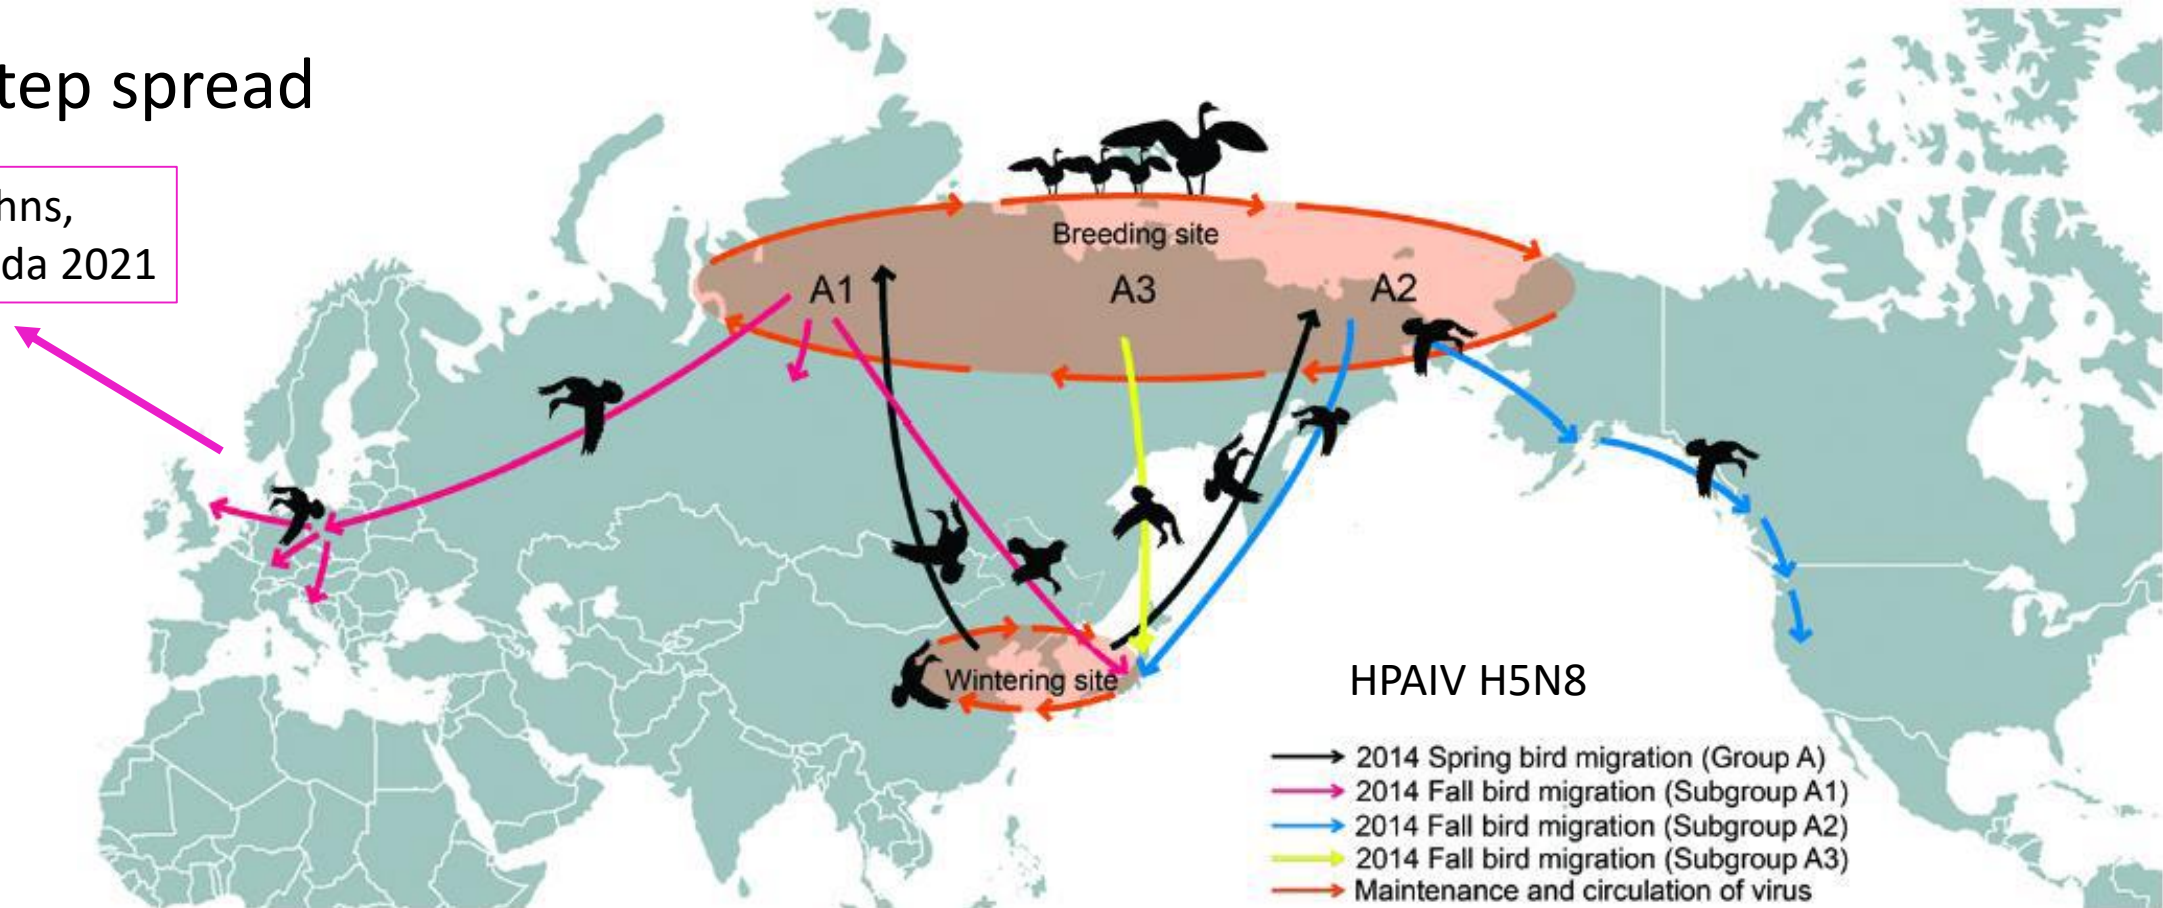 tep spread
hns,
da 2021
Breeding site
A1
A3
A2
Wintering site
HPAIV H5N8
2014 Spring bird migration (Group A)
2014 Fall bird migration (Subgroup A1)
2014 Fall bird migration (Subgroup A2)
2014 Fall bird migration (Subgroup A3)
Maintenance and circulation of virus